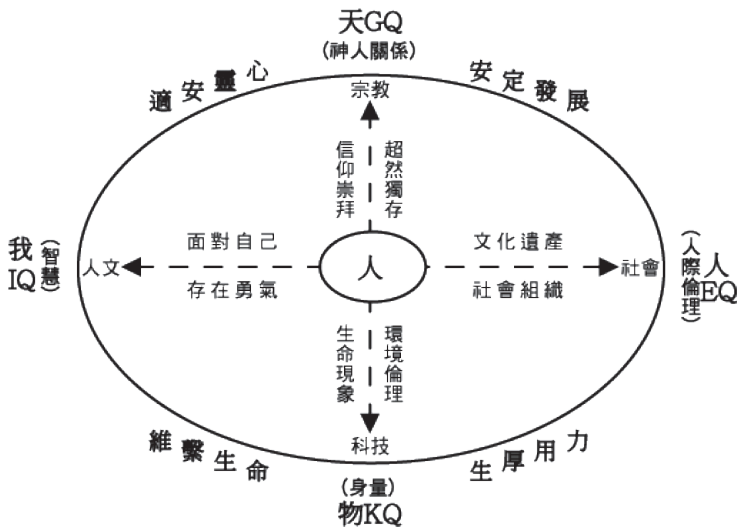 天GQ
(神人關係)
適安靈心
安定發展
宗教
信仰崇拜
超然獨存
我
IQ
(智慧)
人文
面對自己
存在勇氣
人
文化遺產
社會組織
社會
(人際倫理)
人
EQ
生命現象
環境倫理
科技
維繫生命
生厚用力
(身量)
物KQ